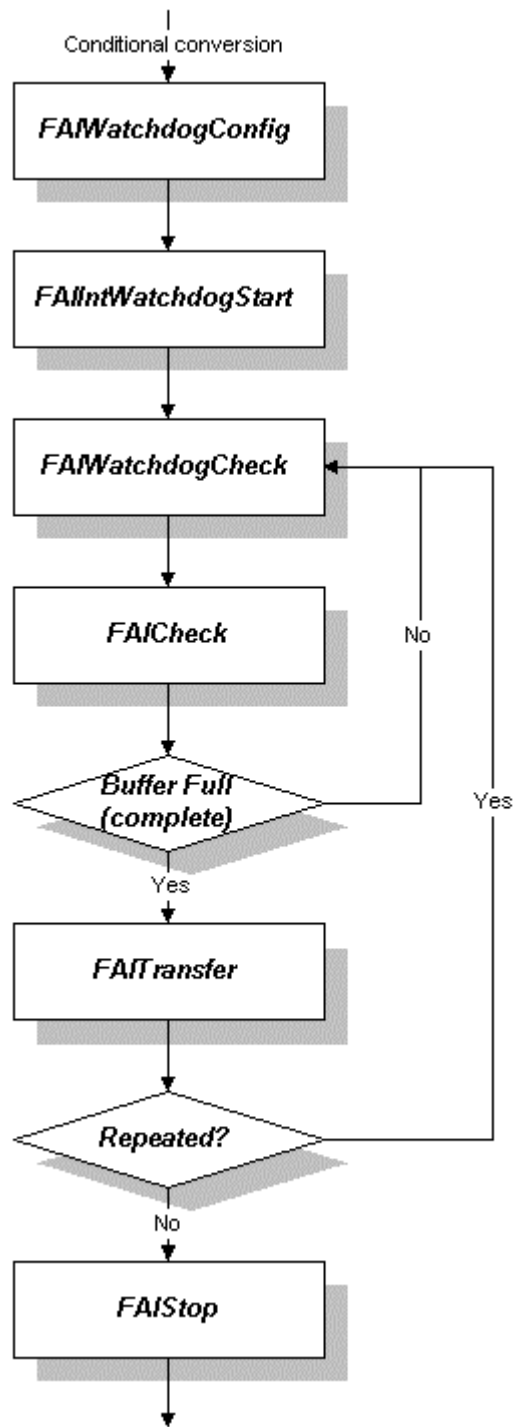 Conditional conversion
FAIWatchdogConfig
FAIIntWatchdogStart
FAIWatchdogCheck
FAICheck
No
Buffer Full
(complete)
Yes
Yes
FAITransfer
Repeated?
No
FAIStop